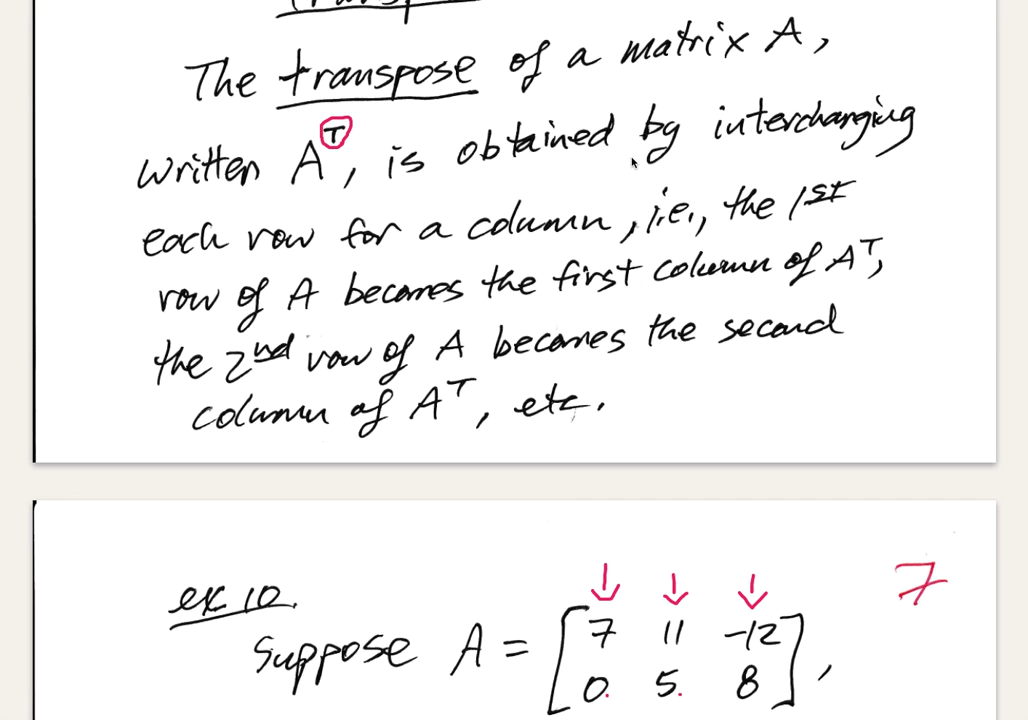 The transpose of a matrix A,
written Aᵀ, is obtained by interchanging
each row for a column, i.e., the 1st
row of A becomes the first column of Aᵀ,
the 2nd row of A becomes the second
column of Aᵀ, etc.
7
ex 10.
Suppose A = [7 11 -12
0. 5. 8],